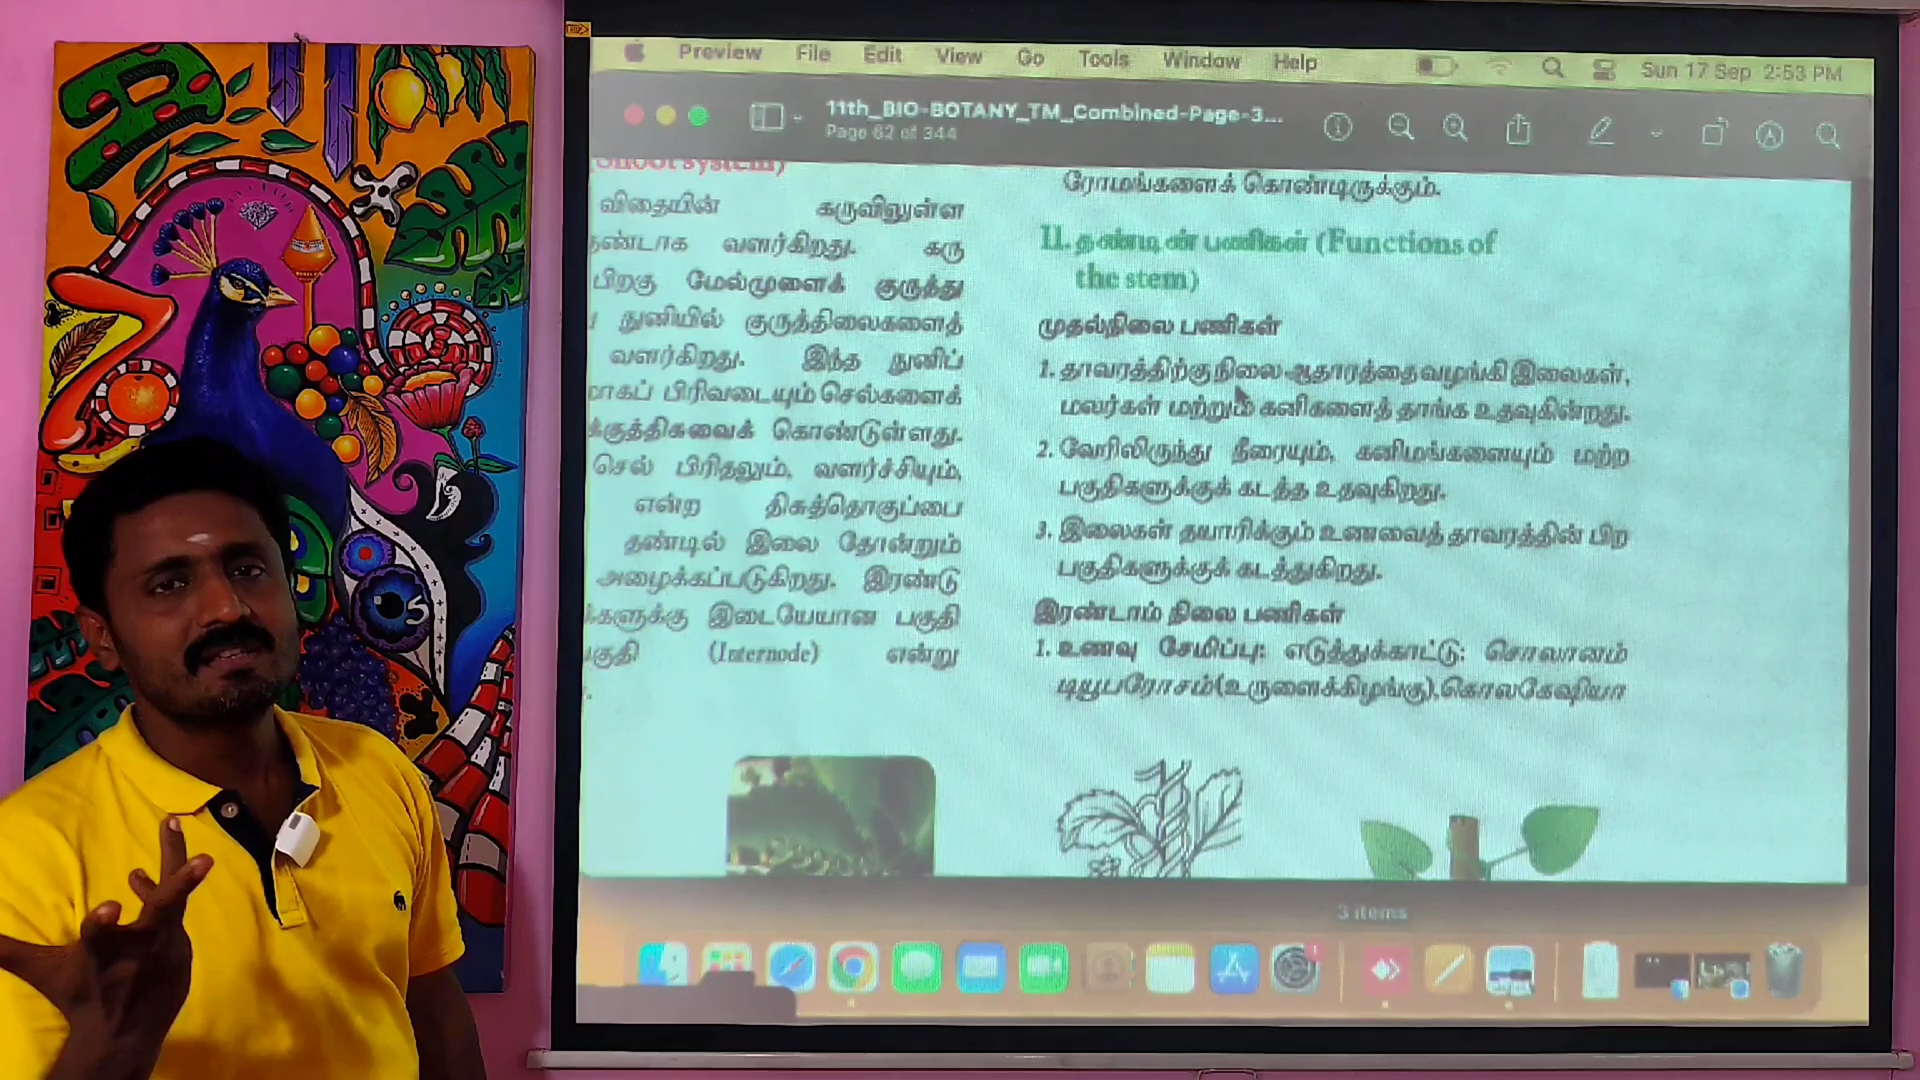 Preview File Edit View Go Tools Window Help Sun 17 Sep 2:53 PM
11th_BIO-BOTANY_TM_Combined-Page-3...
Page 62 of 344
(Shoot system)
விதையின் கருவிலுள்ள
வளர்கிறது. கரு
பிறகு மேல்முளைக் குருத்து
நுனியில் குருத்திலைகளைத்
வளர்கிறது. இந்த நுனிப்
பிரிவடையும் செல்களைக்
கொண்டுள்ளது.
செல் பிரிதலும், வளர்ச்சியும்,
என்ற திசுத்தொகுப்பை
தண்டில் இலை தோன்றும்
அழைக்கப்படுகிறது. இரண்டு
களுக்கு இடையேயான பகுதி
குதி (Internode) என்று
ரோமங்களைக் கொண்டிருக்கும்.
II. தண்டின் பணிகள் (Functions of
the stem)
முதல்நிலை பணிகள்
1. தாவரத்திற்கு நிலை ஆதாரத்தை வழங்கி இலைகள்,
மலர்கள் மற்றும் கனிகளைத் தாங்க உதவுகின்றது.
2. வேரிலிருந்து நீரையும், கனிமங்களையும் மற்ற
பகுதிகளுக்குக் கடத்த உதவுகிறது.
3. இலைகள் தயாரிக்கும் உணவைத் தாவரத்தின் பிற
பகுதிகளுக்குக் கடத்துகிறது.
இரண்டாம் நிலை பணிகள்
1. உணவு சேமிப்பு: எடுத்துக்காட்டு: சொலானம்
டியூபரோசம்(உருளைக்கிழங்கு),கொலகேஷியா
3 items